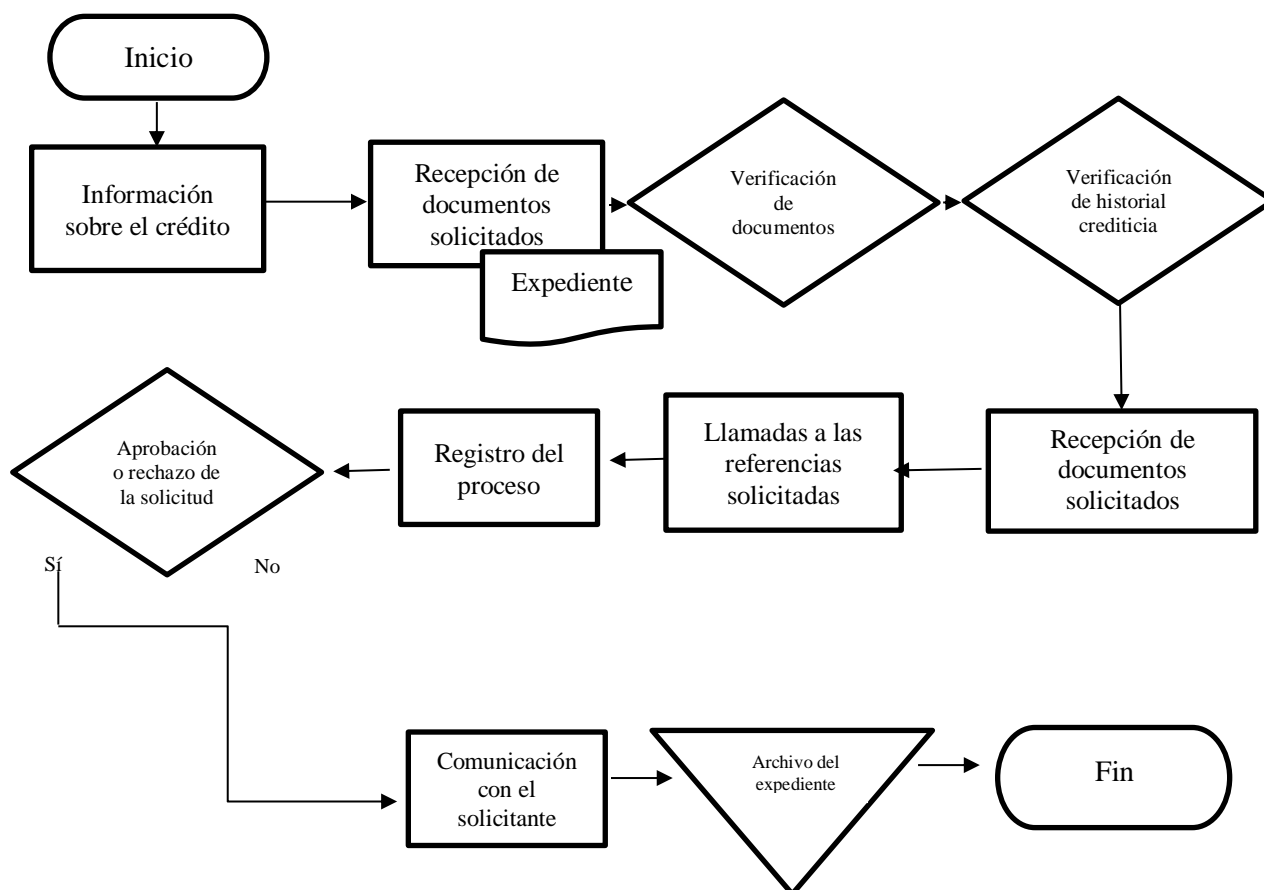 Inicio
Información
sobre el crédito
Recepción de
documentos
solicitados
Expediente
Verificación
de
documentos
Verificación
de historial
crediticia
Recepción de
documentos
solicitados
Llamadas a las
referencias
solicitadas
Registro del
proceso
Aprobación
o rechazo de
la solicitud
Sí
No
Comunicación
con el
solicitante
Archivo del
expediente
Fin